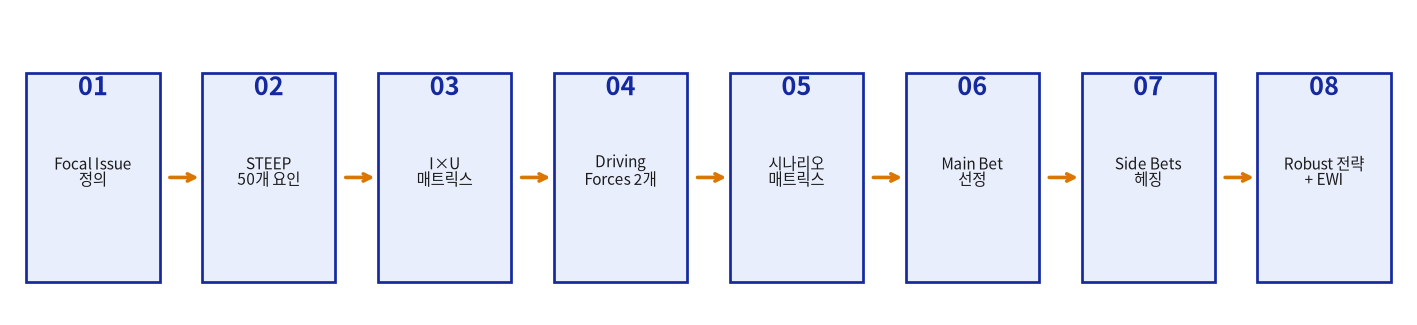 01
Focal Issue
정의
02
STEEP
50개 요인
03
I×U
매트릭스
04
Driving
Forces 2개
05
시나리오
매트릭스
06
Main Bet
선정
07
Side Bets
헤징
08
Robust 전략
+ EWI